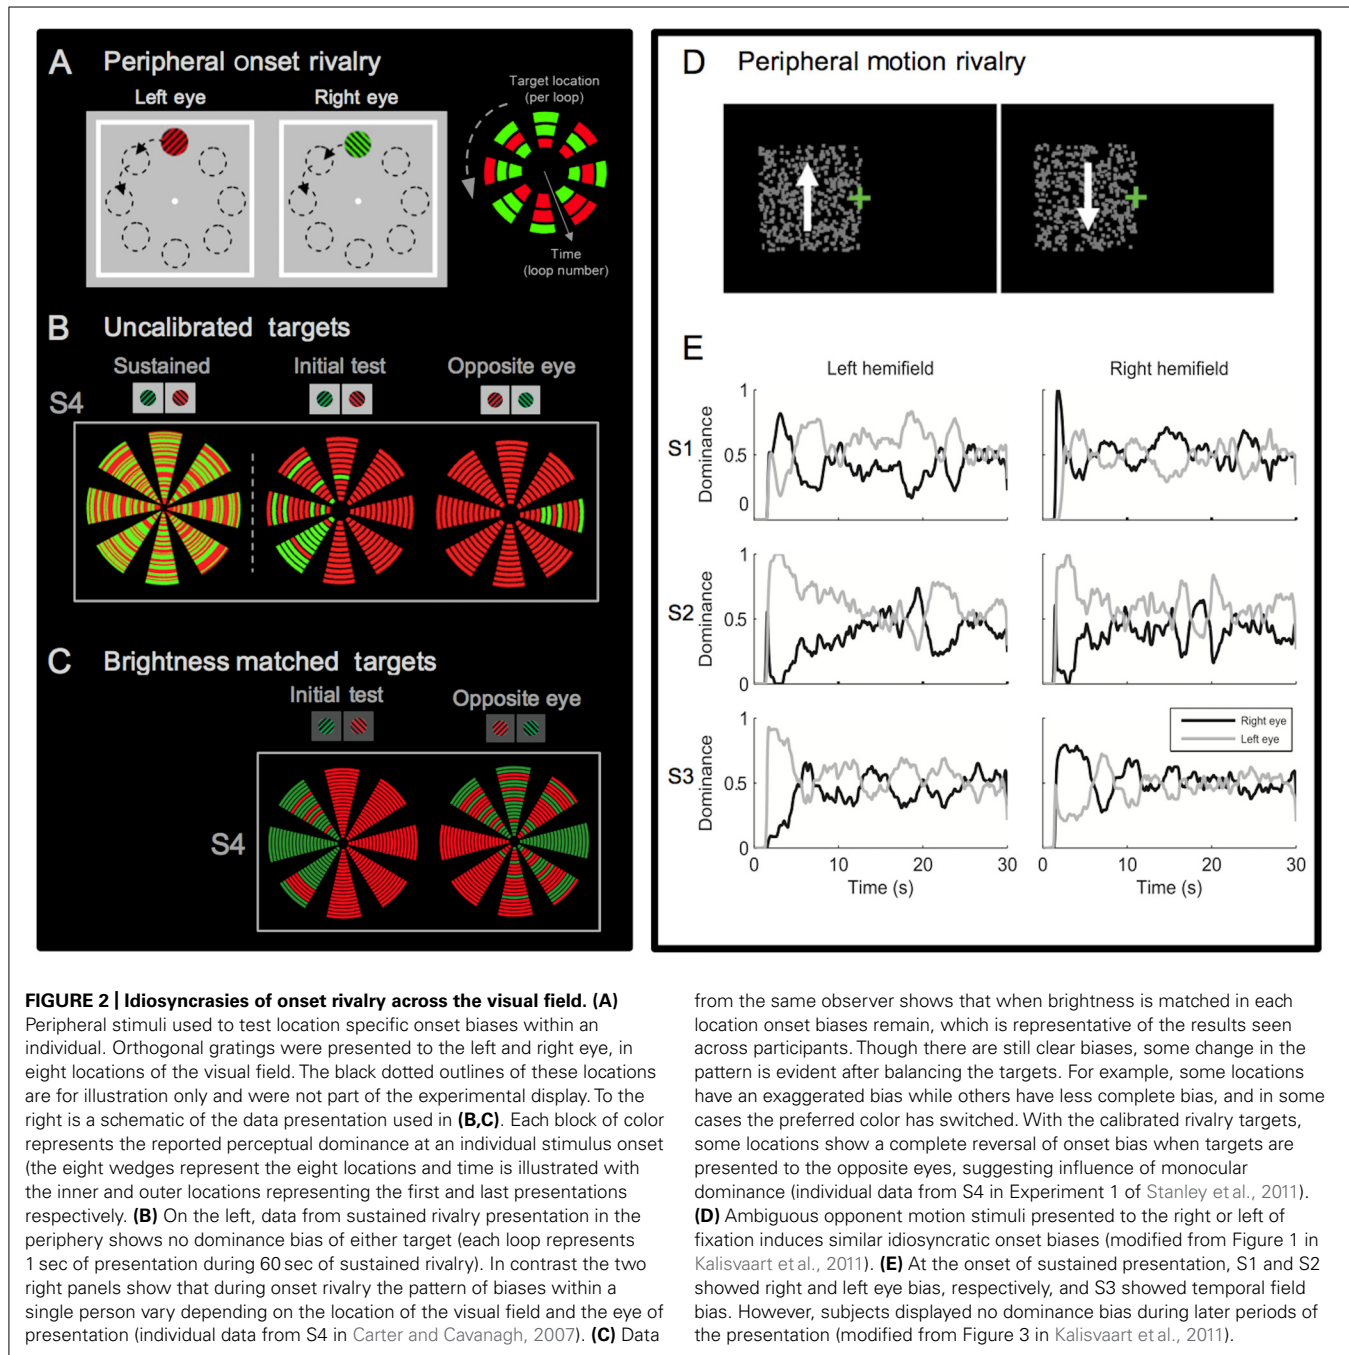 A Peripheral onset rivalry
Left eye
Right eye
Target location
(per loop)
Time
(loop number)
B Uncalibrated targets
Sustained
Initial test
Opposite eye
S4
C Brightness matched targets
Initial test
Opposite eye
S4
D Peripheral motion rivalry
E
Left hemifield
Right hemifield
S1
Dominance
1
0.5
0
S2
Dominance
1
0.5
0
S3
Dominance
1
0.5
0
Right eye
Left eye
0 10 20 30
Time (s)
0 10 20 30
Time (s)
FIGURE 2 | Idiosyncrasies of onset rivalry across the visual field. (A)
Peripheral stimuli used to test location specific onset biases within an
individual. Orthogonal gratings were presented to the left and right eye, in
eight locations of the visual field. The black dotted outlines of these locations
are for illustration only and were not part of the experimental display. To the
right is a schematic of the data presentation used in (B,C). Each block of color
represents the reported perceptual dominance at an individual stimulus onset
(the eight wedges represent the eight locations and time is illustrated with
the inner and outer locations representing the first and last presentations
respectively. (B) On the left, data from sustained rivalry presentation in the
periphery shows no dominance bias of either target (each loop represents
1 sec of presentation during 60 sec of sustained rivalry). In contrast the two
right panels show that during onset rivalry the pattern of biases within a
single person vary depending on the location of the visual field and the eye of
presentation (individual data from S4 in Carter and Cavanagh, 2007). (C) Data
from the same observer shows that when brightness is matched in each
location onset biases remain, which is representative of the results seen
across participants. Though there are still clear biases, some change in the
pattern is evident after balancing the targets. For example, some locations
have an exaggerated bias while others have less complete bias, and in some
cases the preferred color has switched. With the calibrated rivalry targets,
some locations show a complete reversal of onset bias when targets are
presented to the opposite eyes, suggesting influence of monocular
dominance (individual data from S4 in Experiment 1 of Stanley et al., 2011).
(D) Ambiguous opponent motion stimuli presented to the right or left of
fixation induces similar idiosyncratic onset biases (modified from Figure 1 in
Kalisvaart et al., 2011). (E) At the onset of sustained presentation, S1 and S2
showed right and left eye bias, respectively, and S3 showed temporal field
bias. However, subjects displayed no dominance bias during later periods of
the presentation (modified from Figure 3 in Kalisvaart et al., 2011).